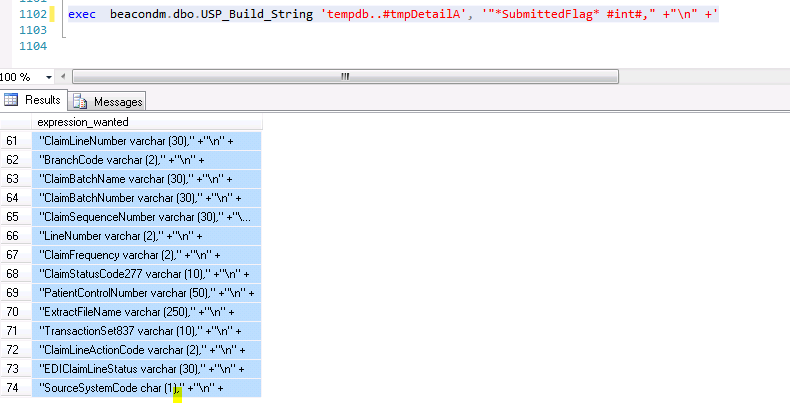 1102 exec beacondm.dbo.USP_Build_String 'tempdb..#tmpDetailA', '"*SubmittedFlag* #int#," +"\n" +'
1103
1104
100 %
Results Messages
expression_wanted
61 "ClaimLineNumber varchar (30)," +"\n" +
62 "BranchCode varchar (2)," +"\n" +
63 "ClaimBatchName varchar (30)," +"\n" +
64 "ClaimBatchNumber varchar (30)," +"\n" +
65 "ClaimSequenceNumber varchar (30)," +"\...
66 "LineNumber varchar (2)," +"\n" +
67 "ClaimFrequency varchar (2)," +"\n" +
68 "ClaimStatusCode277 varchar (10)," +"\n" +
69 "PatientControlNumber varchar (50)," +"\n" +
70 "ExtractFileName varchar (250)," +"\n" +
71 "TransactionSet837 varchar (10)," +"\n" +
72 "ClaimLineActionCode varchar (2)," +"\n" +
73 "EDIClaimLineStatus varchar (30)," +"\n" +
74 "SourceSystemCode char (1)," +"\n" +